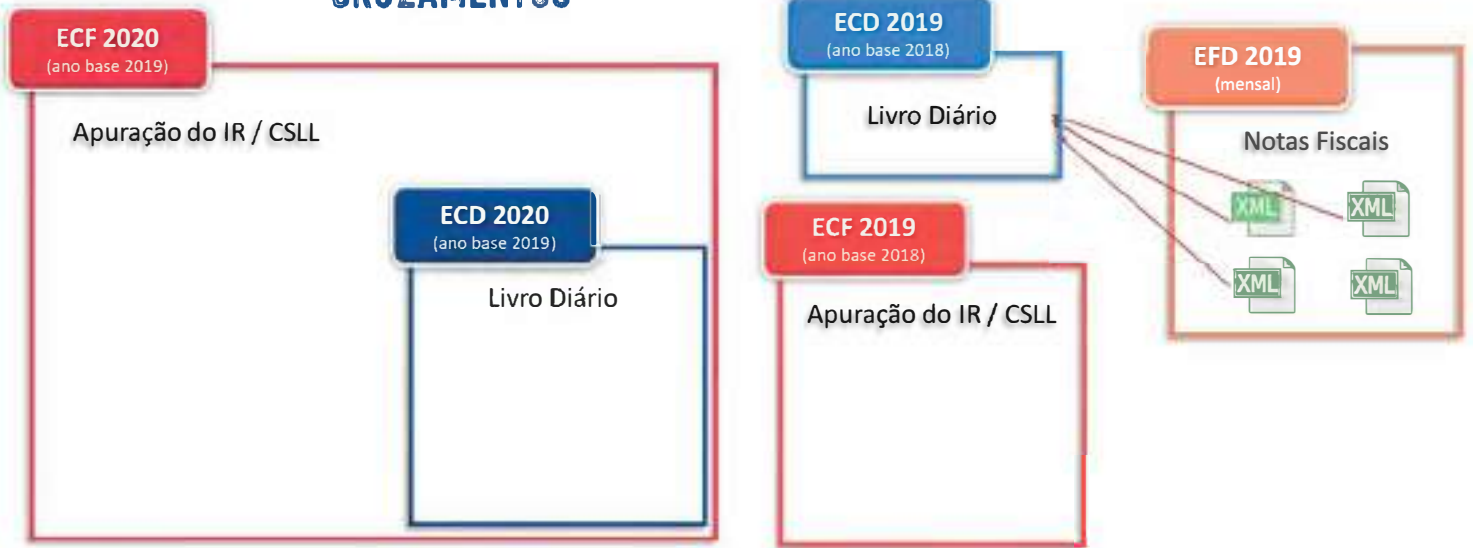 CRUZAMENTOS
ECF 2020
(ano base 2019)
Apuração do IR / CSLL
ECD 2020
(ano base 2019)
Livro Diário
ECD 2019
(ano base 2018)
Livro Diário
ECF 2019
(ano base 2018)
Apuração do IR / CSLL
EFD 2019
(mensal)
Notas Fiscais
XML
XML
XML
XML